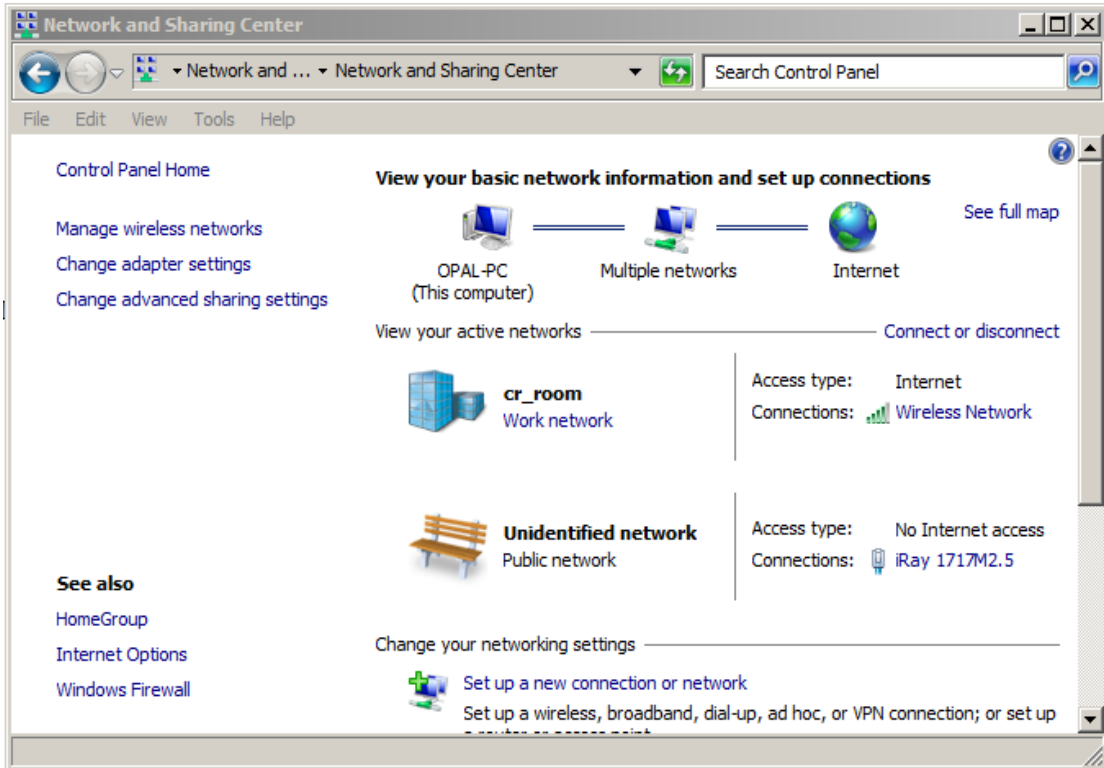 Network and Sharing Center
Network and ... Network and Sharing Center
Search Control Panel
File Edit View Tools Help
Control Panel Home
Manage wireless networks
Change adapter settings
Change advanced sharing settings
See also
HomeGroup
Internet Options
Windows Firewall
View your basic network information and set up connections
See full map
OPAL-PC
(This computer)
Multiple networks
Internet
View your active networks
Connect or disconnect
cr_room
Work network
Access type: Internet
Connections: Wireless Network
Unidentified network
Public network
Access type: No Internet access
Connections: iRay 1717M2.5
Change your networking settings
Set up a new connection or network
Set up a wireless, broadband, dial-up, ad hoc, or VPN connection; or set up
a router or access point.